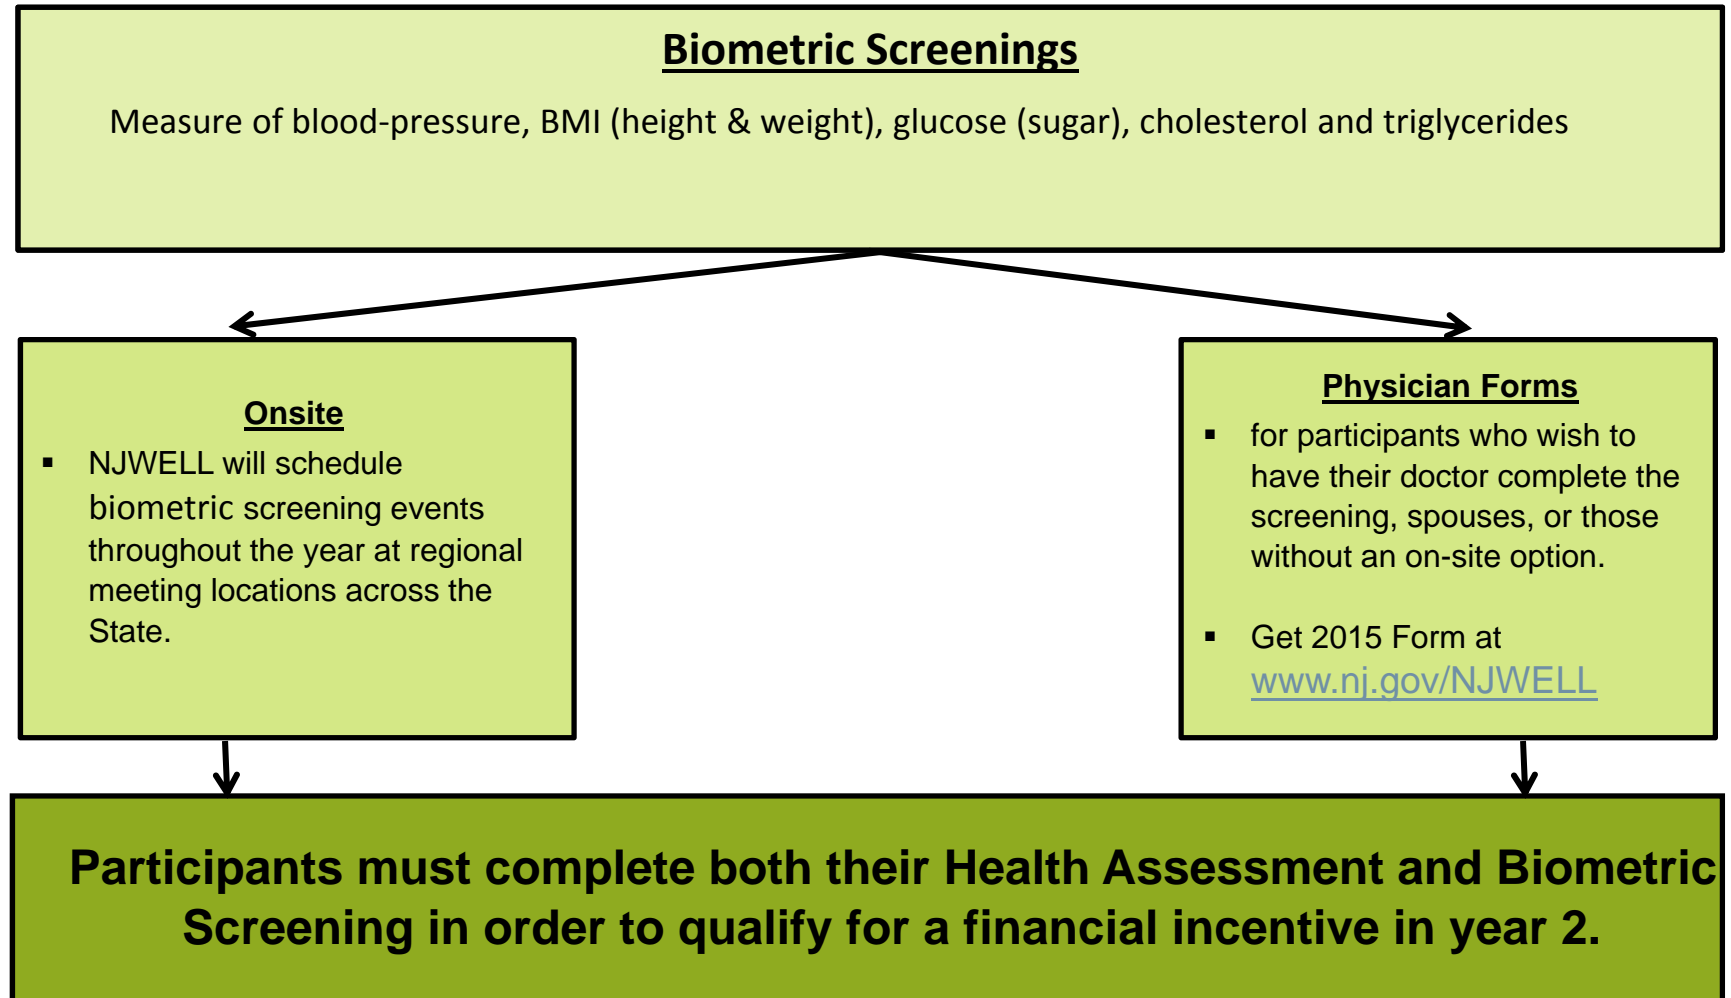 Biometric Screenings
Measure of blood-pressure, BMI (height & weight), glucose (sugar), cholesterol and triglycerides
Onsite
▪ NJWELL will schedule
biometric screening events
throughout the year at regional
meeting locations across the
State.
Physician Forms
▪ for participants who wish to
have their doctor complete the
screening, spouses, or those
without an on-site option.
▪ Get 2015 Form at
www.nj.gov/NJWELL
Participants must complete both their Health Assessment and Biometric
Screening in order to qualify for a financial incentive in year 2.